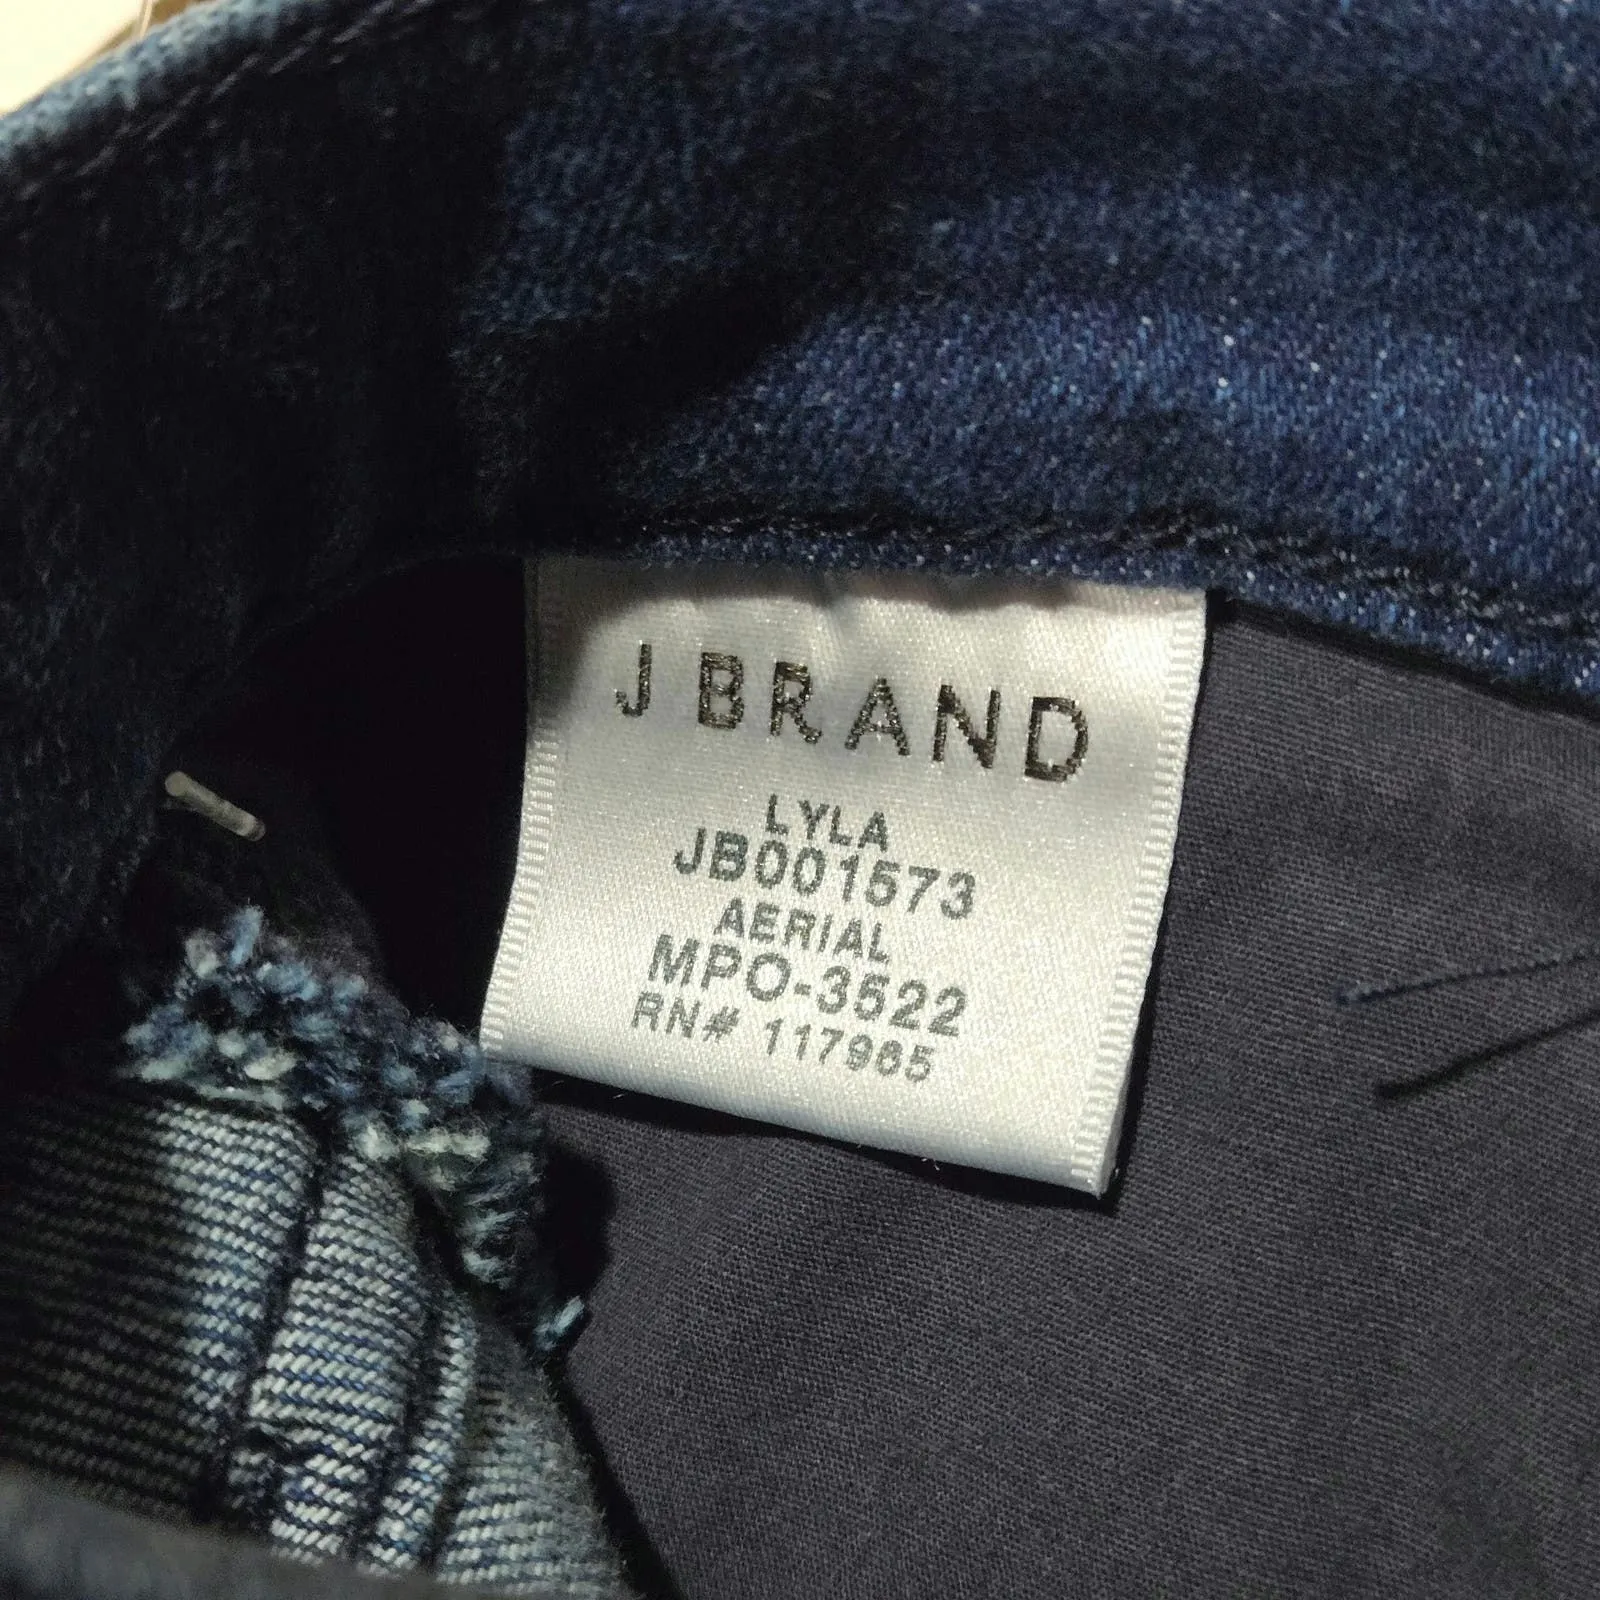 J BRAND
LYLA
JB001573
AERIAL
MPO-3522
RN# 117965